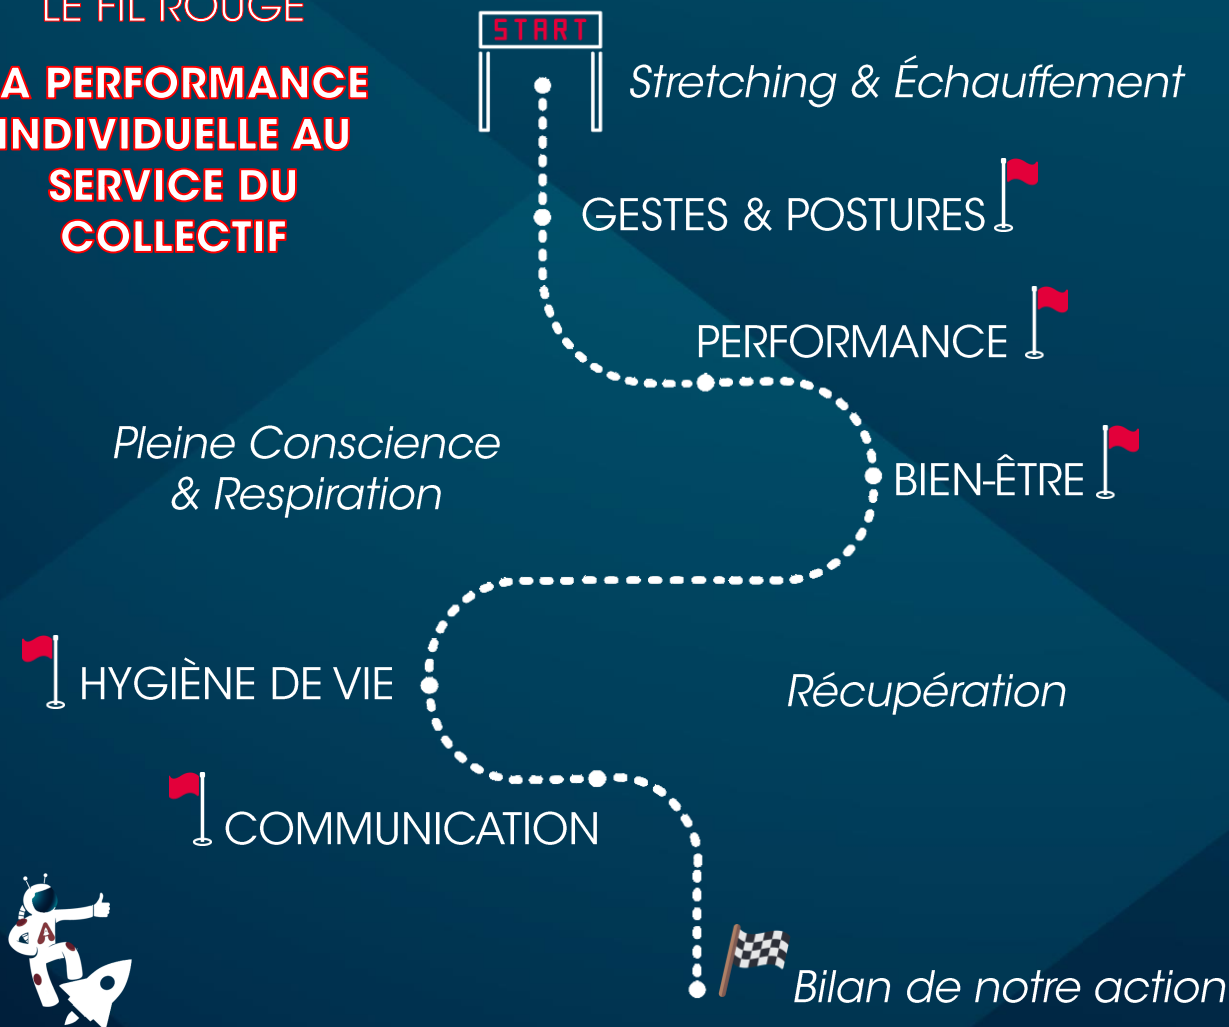 LE FIL ROUGE
A PERFORMANCE
INDIVIDUELLE AU
SERVICE DU
COLLECTIF
START
Stretching & Échauffement
GESTES & POSTURES
PERFORMANCE
Pleine Conscience
& Respiration
BIEN-ÊTRE
HYGIÈNE DE VIE
Récupération
COMMUNICATION
A
Bilan de notre action